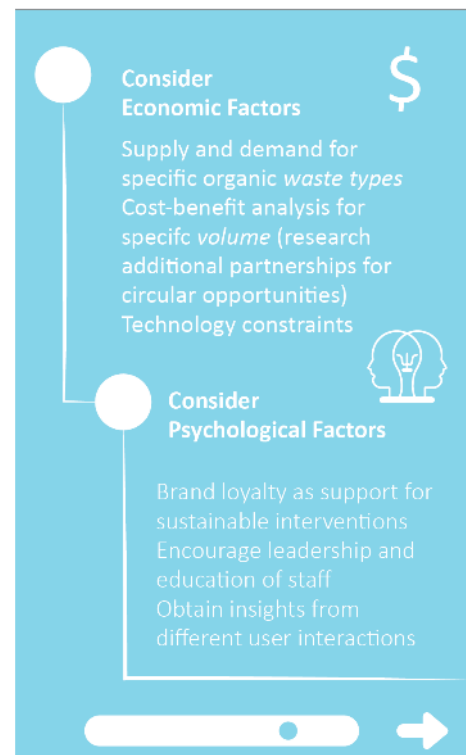 $
Consider
Economic Factors
Supply and demand for
specific organic waste types
Cost-benefit analysis for
specifc volume (research
additional partnerships for
circular opportunities)
Technology constraints
Ψ
Consider
Psychological Factors
Brand loyalty as support for
sustainable interventions
Encourage leadership and
education of staff
Obtain insights from
different user interactions